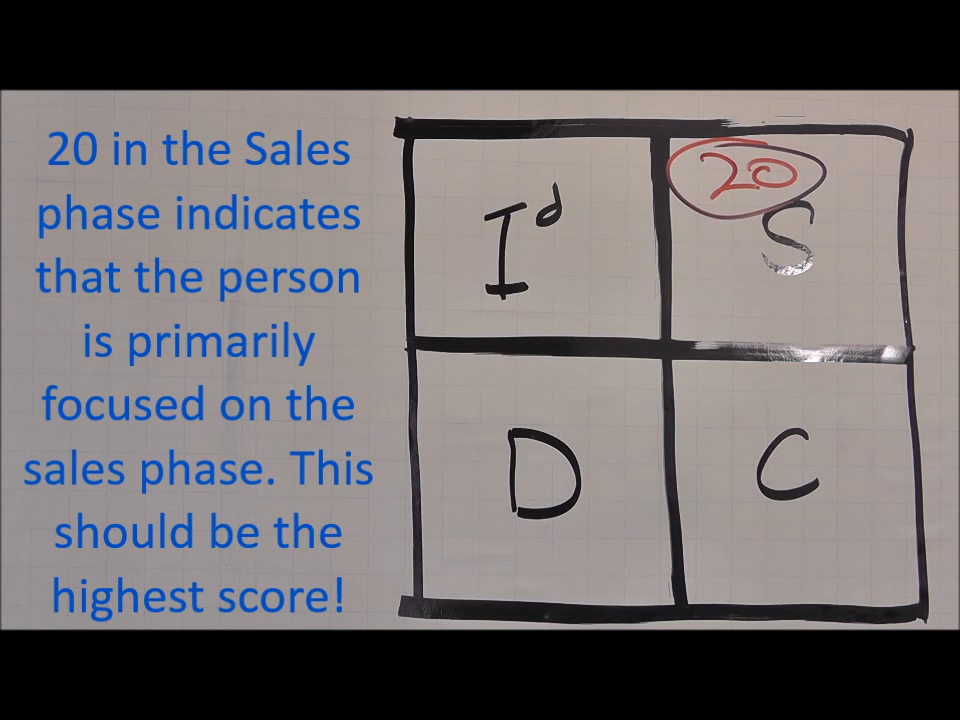 20 in the Sales
phase indicates
that the person
is primarily
focused on the
sales phase. This
should be the
highest score!
20
I^d S
D C